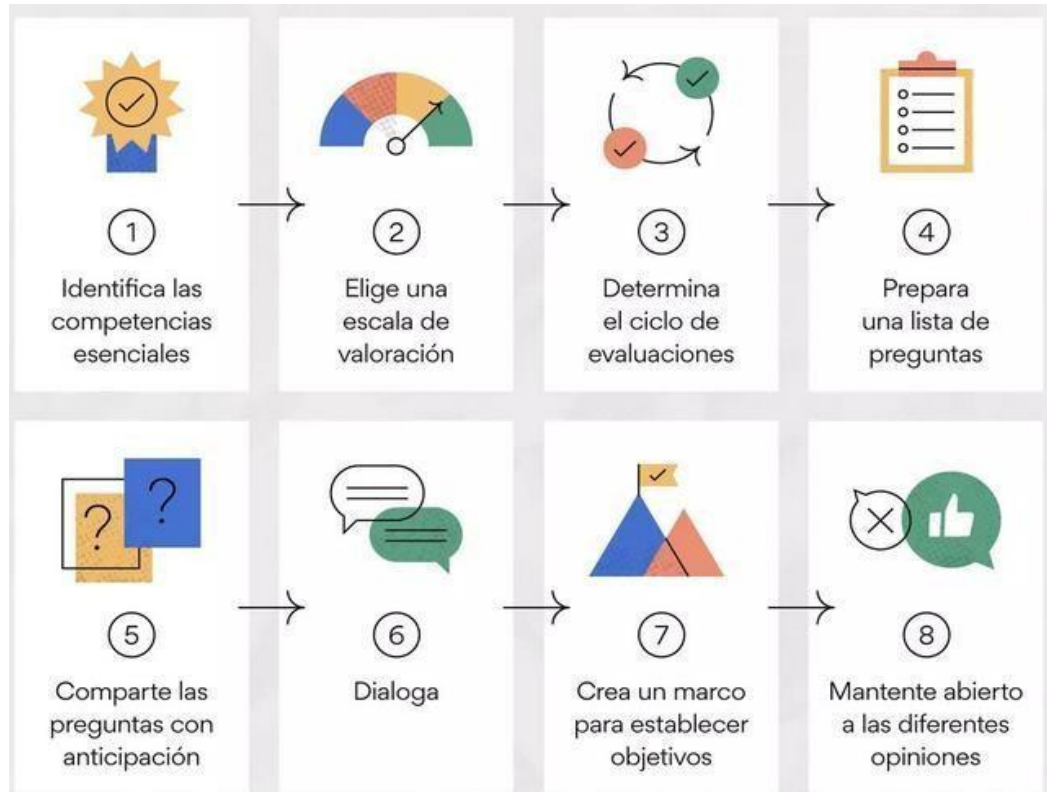 1
Identifica las
competencias
esenciales
2
Elige una
escala de
valoración
3
Determina
el ciclo de
evaluaciones
4
Prepara
una lista de
preguntas
? ?
5
Comparte las
preguntas con
anticipación
6
Dialoga
7
Crea un marco
para establecer
objetivos
8
Mantente abierto
a las diferentes
opiniones